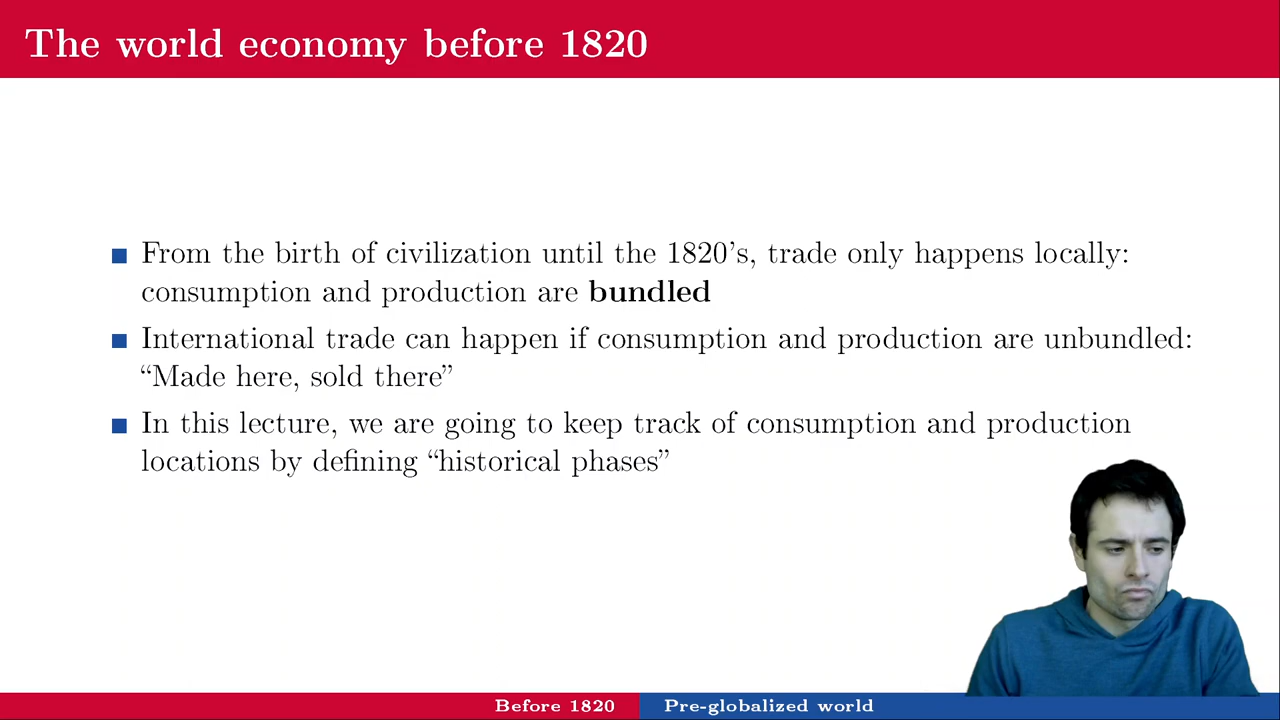 The world economy before 1820
From the birth of civilization until the 1820's, trade only happens locally:
consumption and production are bundled
International trade can happen if consumption and production are unbundled:
“Made here, sold there”
In this lecture, we are going to keep track of consumption and production
locations by defining “historical phases”
Before 1820
Pre-globalized world